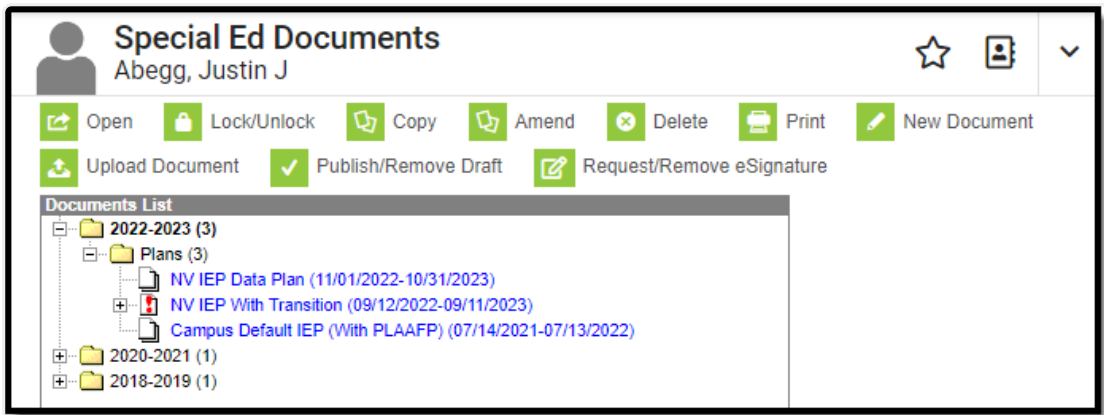 Special Ed Documents
Abegg, Justin J
Open Lock/Unlock Copy Amend Delete Print New Document
Upload Document Publish/Remove Draft Request/Remove eSignature
Documents List
2022-2023 (3)
Plans (3)
NV IEP Data Plan (11/01/2022-10/31/2023)
NV IEP With Transition (09/12/2022-09/11/2023)
Campus Default IEP (With PLAAFP) (07/14/2021-07/13/2022)
2020-2021 (1)
2018-2019 (1)